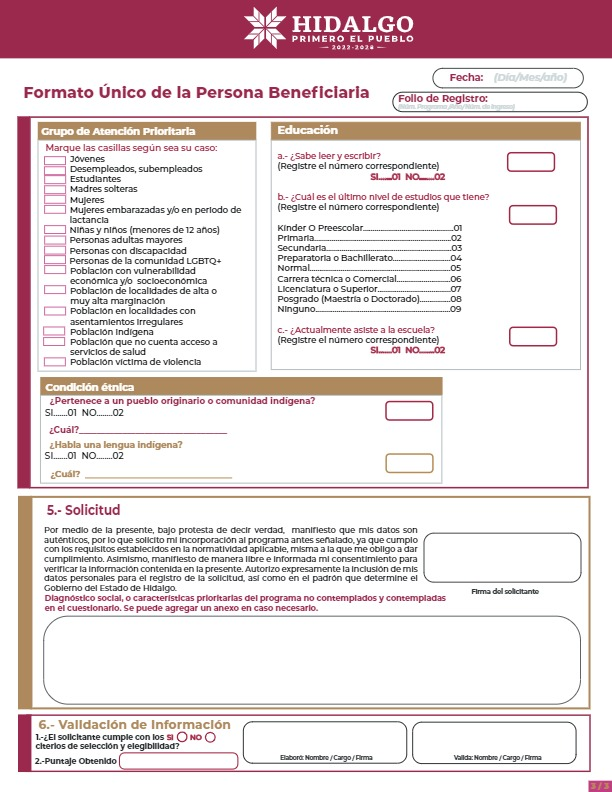 HIDALGO
PRIMERO EL PUEBLO
2022-2028
Fecha: (Día/Mes/año)
Formato Único de la Persona Beneficiaria
Folio de Registro:
(Núm. Programa /Año/Núm. de Ingreso)
Grupo de Atención Prioritaria
Marque las casillas según sea su caso:
Jóvenes
Desempleados, subempleados
Estudiantes
Madres solteras
Mujeres
Mujeres embarazadas y/o en periodo de
lactancia
Niñas y niños (menores de 12 años)
Personas adultas mayores
Personas con discapacidad
Personas de la comunidad LGBTQ+
Población con vulnerabilidad
económica y/o socioeconómica
Población de localidades de alta o
muy alta marginación
Población en localidades con
asentamientos irregulares
Población indígena
Población que no cuenta acceso a
servicios de salud
Población víctima de violencia
Educación
a.- ¿Sabe leer y escribir?
(Registre el número correspondiente)
SI.......01 NO........02
b.- ¿Cuál es el último nivel de estudios que tiene?
(Registre el número correspondiente)
Kinder O Preescolar..............................................01
Primaria......................................................................02
Secundaria................................................................03
Preparatoria o Bachillerato..............................04
Normal.......................................................................05
Carrera técnica o Comercial............................06
Licenciatura o Superior.....................................07
Posgrado (Maestría o Doctorado)................08
Ninguno.....................................................................09
c.- ¿Actualmente asiste a la escuela?
(Registre el número correspondiente)
SI.......01 NO........02
Condición étnica
¿Pertenece a un pueblo originario o comunidad indígena?
SI.......01 NO........02
¿Cuál?______________________________
¿Habla una lengua indígena?
SI.......01 NO........02
¿Cuál? ______________________________
5.- Solicitud
Por medio de la presente, bajo protesta de decir verdad, manifiesto que mis datos son
auténticos, por lo que solicito mi incorporación al programa antes señalado, ya que cumplo
con los requisitos establecidos en la normatividad aplicable, misma a la que me obligo a dar
cumplimiento. Asimismo, manifiesto de manera libre e informada mi consentimiento para
verificar la información contenida en la presente. Autorizo expresamente la inclusión de mis
datos personales para el registro de la solicitud, así como en el padrón que determine el
Gobierno del Estado de Hidalgo.
Firma del solicitante
Diagnóstico social, o características prioritarias del programa no contemplados y contempladas
en el cuestionario. Se puede agregar un anexo en caso necesario.
6.- Validación de Información
1.-¿El solicitante cumple con los SI NO
criterios de selección y elegibilidad?
2.-Puntaje Obtenido
Elaboró: Nombre / Cargo / Firma
Valida: Nombre / Cargo / Firma
3 / 3